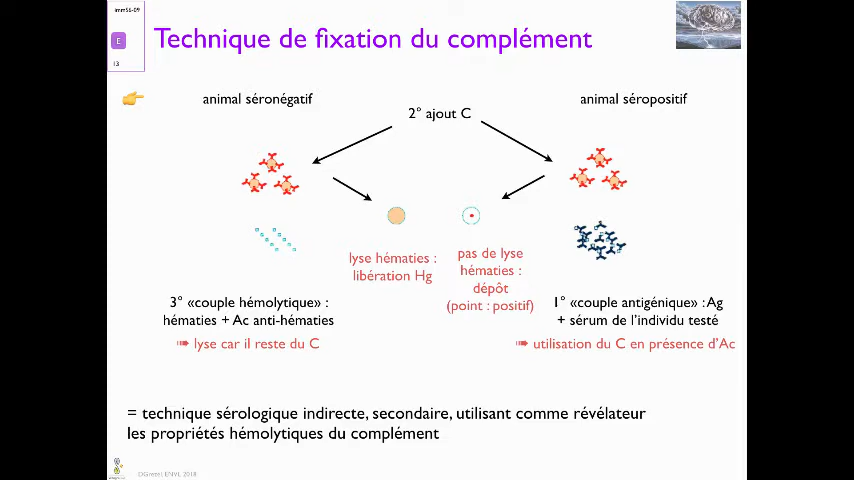 imm56-09
E
13
Technique de fixation du complément
animal séronégatif
2° ajout C
animal séropositif
lyse hématies :
libération Hg
pas de lyse
hématies :
dépôt
(point : positif)
3° «couple hémolytique» :
hématies + Ac anti-hématies
➠ lyse car il reste du C
1° «couple antigénique» : Ag
+ sérum de l'individu testé
➠ utilisation du C en présence d'Ac
= technique sérologique indirecte, secondaire, utilisant comme révélateur
les propriétés hémolytiques du complément
DGrezel ENVL 2018